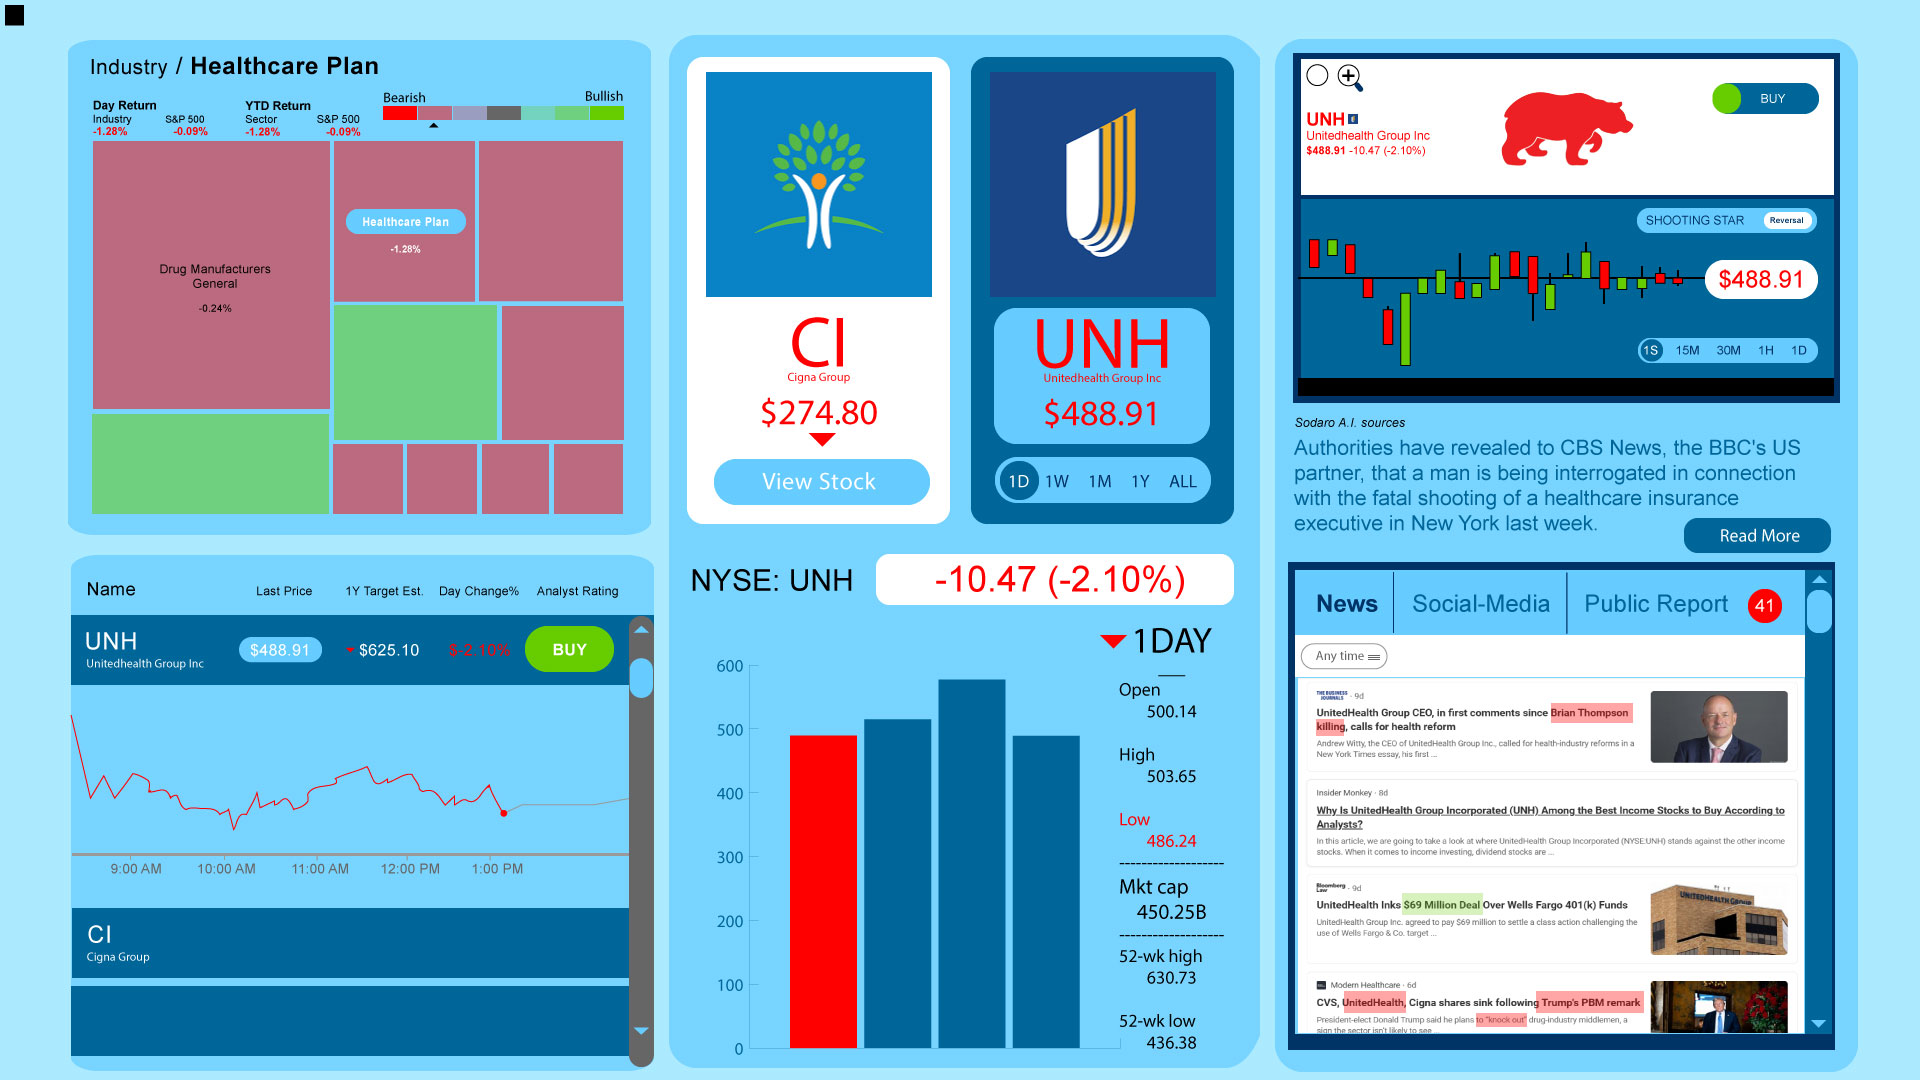 Industry / Healthcare Plan
Day Return
Industry S&P 500
-1.28% -0.09%
YTD Return
Sector S&P 500
-1.28% -0.09%
Bearish Bullish
Healthcare Plan
-1.28%
Drug Manufacturers
General
-0.24%
Name Last Price 1Y Target Est. Day Change% Analyst Rating
UNH
Unitedhealth Group Inc
$488.91 $625.10 $-2.10% BUY
9:00 AM 10:00 AM 11:00 AM 12:00 PM 1:00 PM
CI
Cigna Group
CI
Cigna Group
$274.80
View Stock
UNH
Unitedhealth Group Inc
$488.91
1D 1W 1M 1Y ALL
NYSE: UNH -10.47 (-2.10%)
1DAY
600
500
400
300
200
100
0
Open
500.14
High
503.65
Low
486.24
Mkt cap
450.25B
52-wk high
630.73
52-wk low
436.38
UNH
Unitedhealth Group Inc
$488.91 -10.47 (-2.10%)
BUY
SHOOTING STAR Reversal
$488.91
1S 15M 30M 1H 1D
Sodaro A.I. sources
Authorities have revealed to CBS News, the BBC's US
partner, that a man is being interrogated in connection
with the fatal shooting of a healthcare insurance
executive in New York last week.
Read More
News Social-Media Public Report 41
Any time
THE BUSINESS
JOURNALS · 9d
UnitedHealth Group CEO, in first comments since Brian Thompson
killing, calls for health reform
Andrew Witty, the CEO of UnitedHealth Group Inc., called for health-industry reforms in a
New York Times essay, his first ...
Insider Monkey · 8d
Why Is UnitedHealth Group Incorporated (UNH) Among the Best Income Stocks to Buy According to
Analysts?
In this article, we are going to take a look at where UnitedHealth Group Incorporated (NYSE:UNH) stands against the other income
stocks. When it comes to income investing, dividend stocks are ...
Bloomberg
Law · 9d
UnitedHealth Inks $69 Million Deal Over Wells Fargo 401(k) Funds
UnitedHealth Group Inc. agreed to pay $69 million to settle a class action challenging the
use of Wells Fargo & Co. target ...
UNITEDHEALTH GROUP
Modern Healthcare · 6d
CVS, UnitedHealth, Cigna shares sink following Trump's PBM remark
President-elect Donald Trump said he plans to "knock out" drug-industry middlemen, a
sign the sector isn't likely to see ...